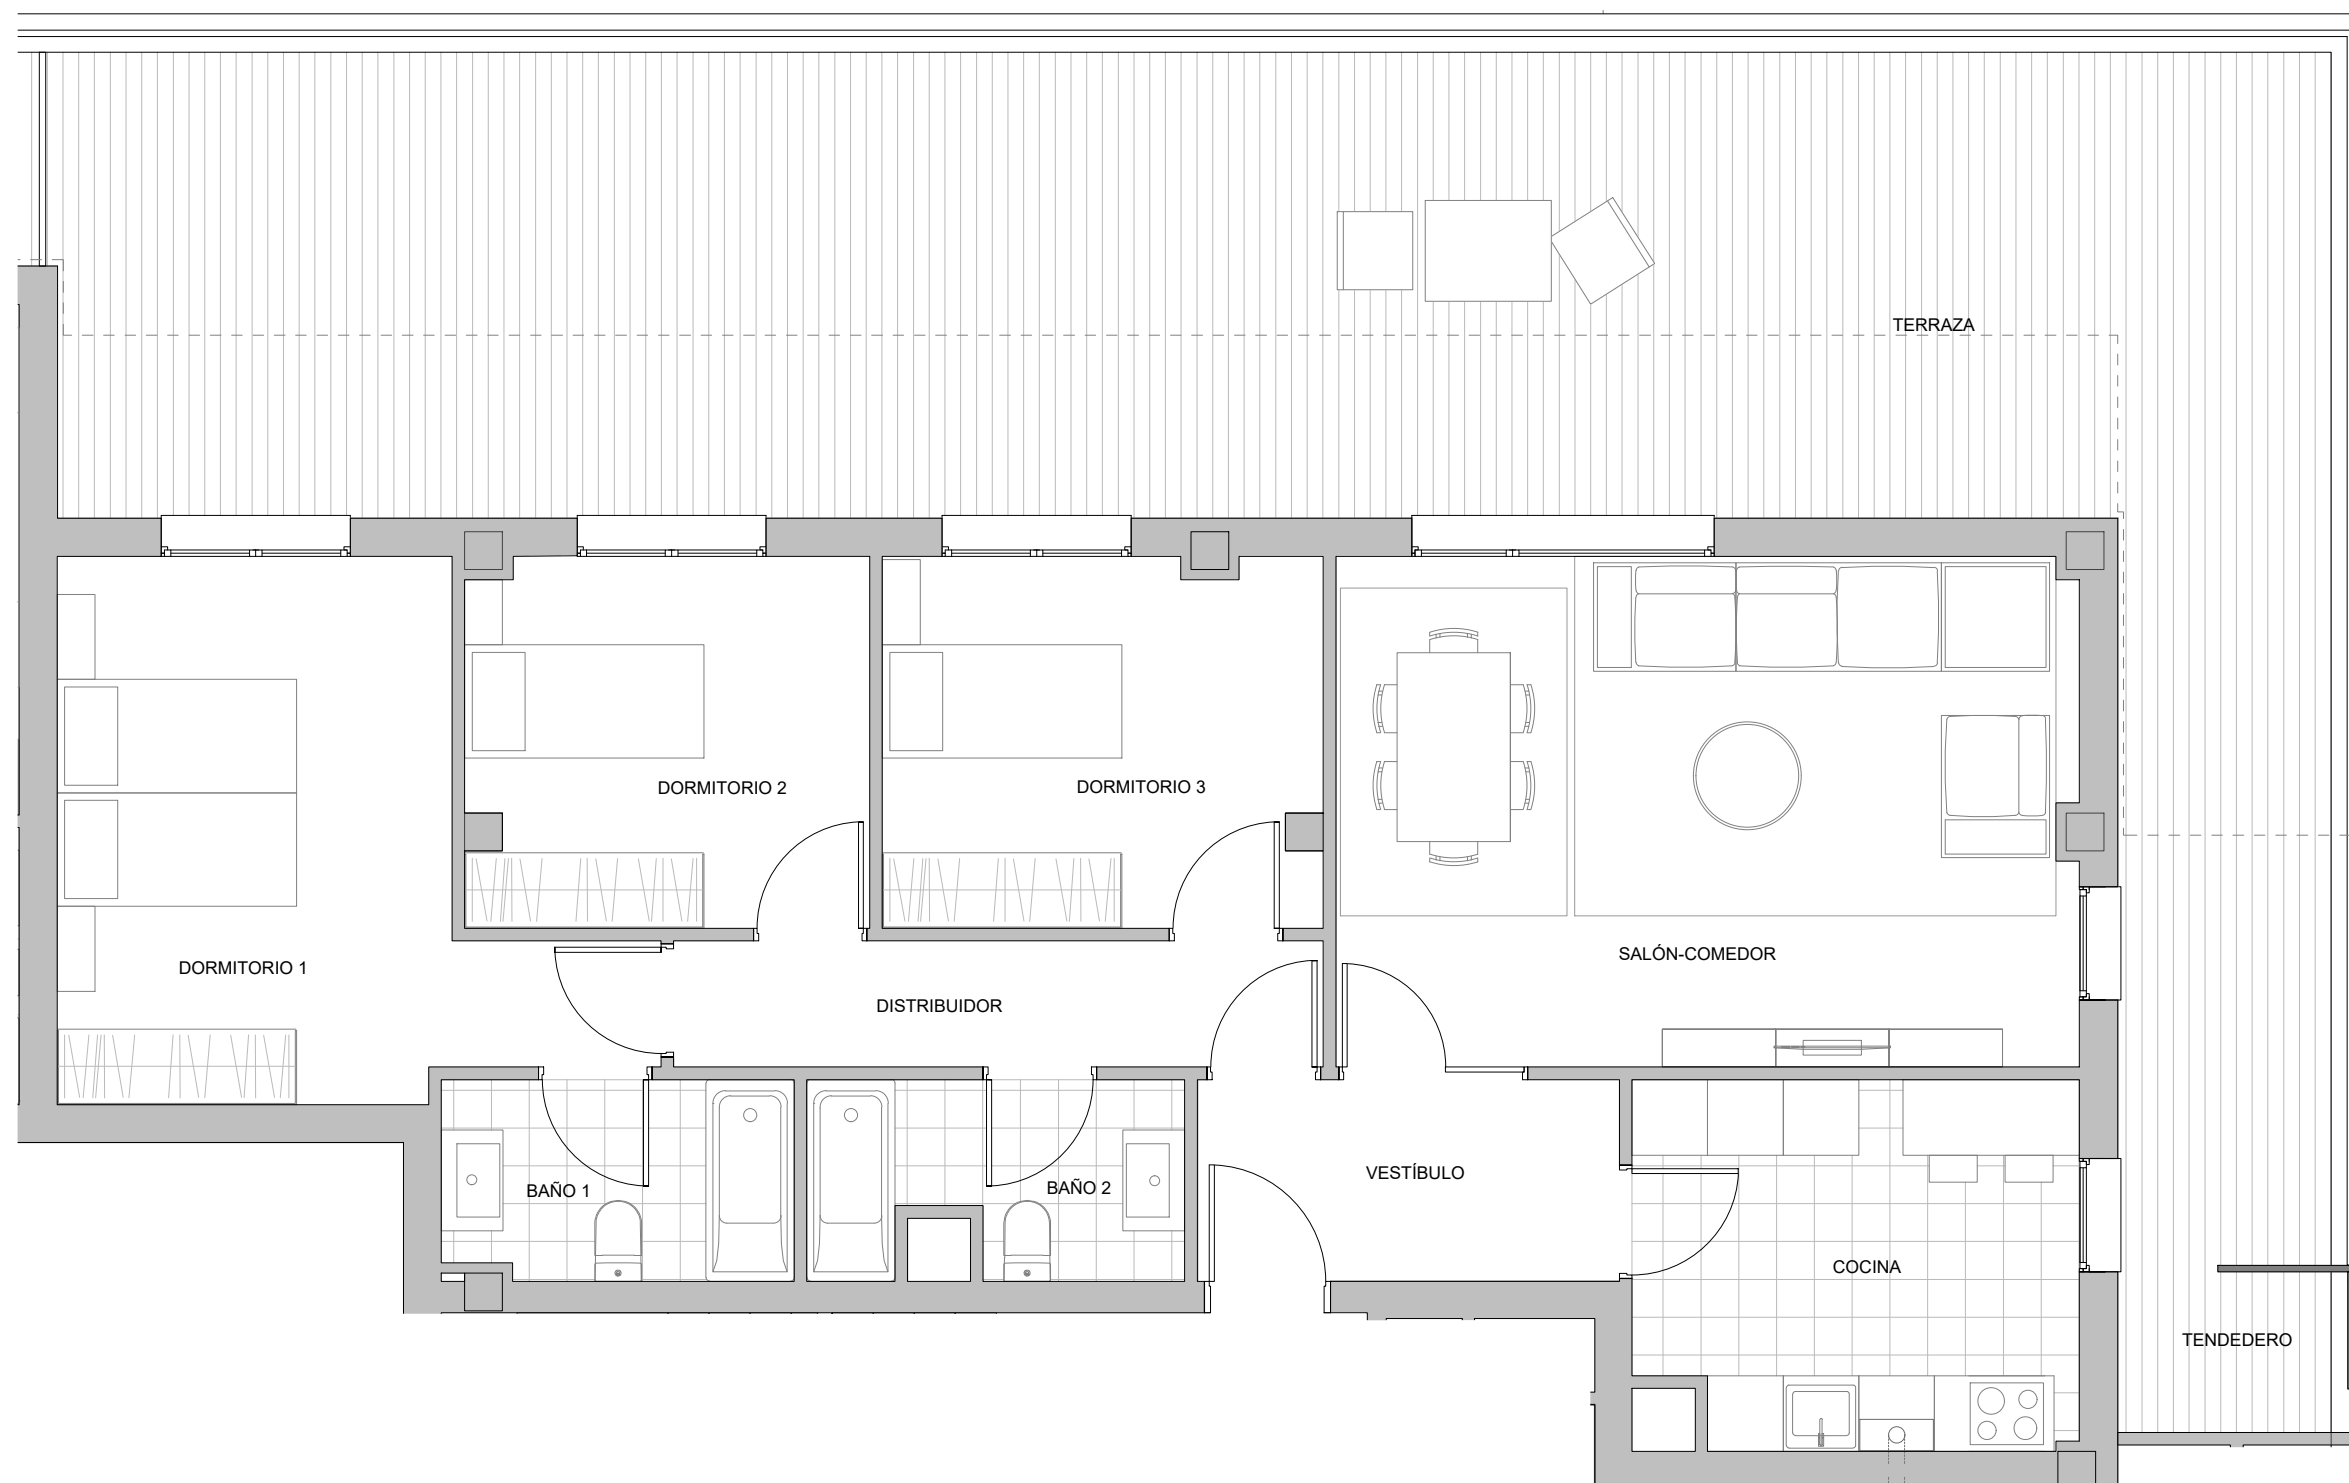 TERRAZA
DORMITORIO 2
DORMITORIO 3
SALÓN-COMEDOR
DORMITORIO 1
DISTRIBUIDOR
VESTÍBULO
BAÑO 1
BAÑO 2
COCINA
TENDEDERO